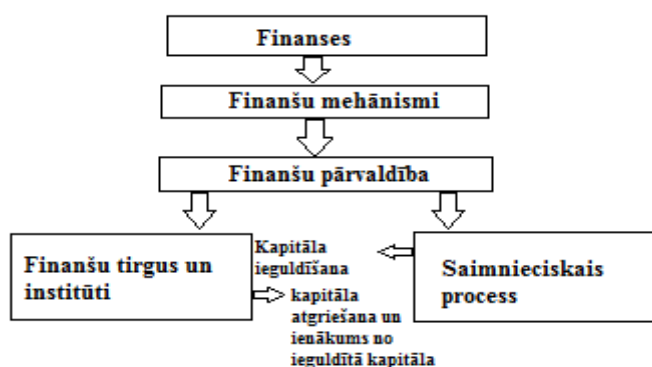 Finanses
Finanšu mehānismi
Finanšu pārvaldība
Finanšu tirgus un
institūti
Kapitāla
ieguldīšana
kapitāla
atgriešana un
ienākums no
ieguldītā kapitāla
Saimnieciskais
process